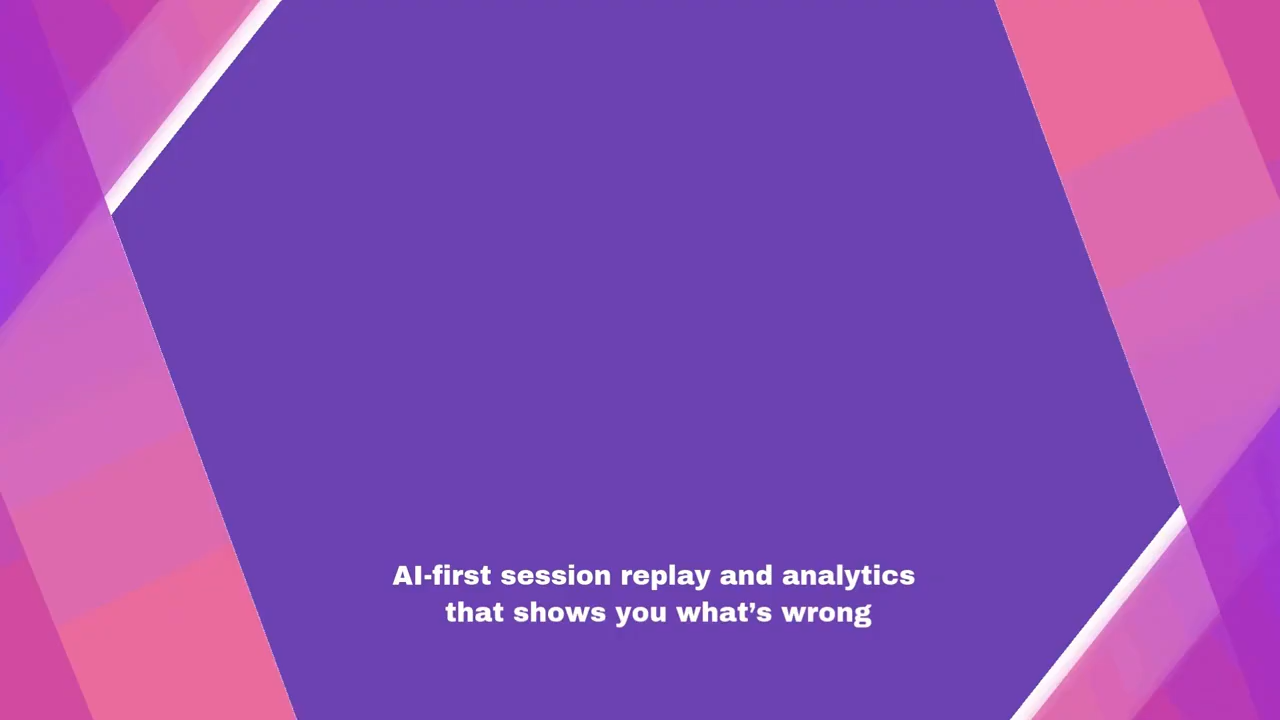 AI-first session replay and analytics
that shows you what’s wrong